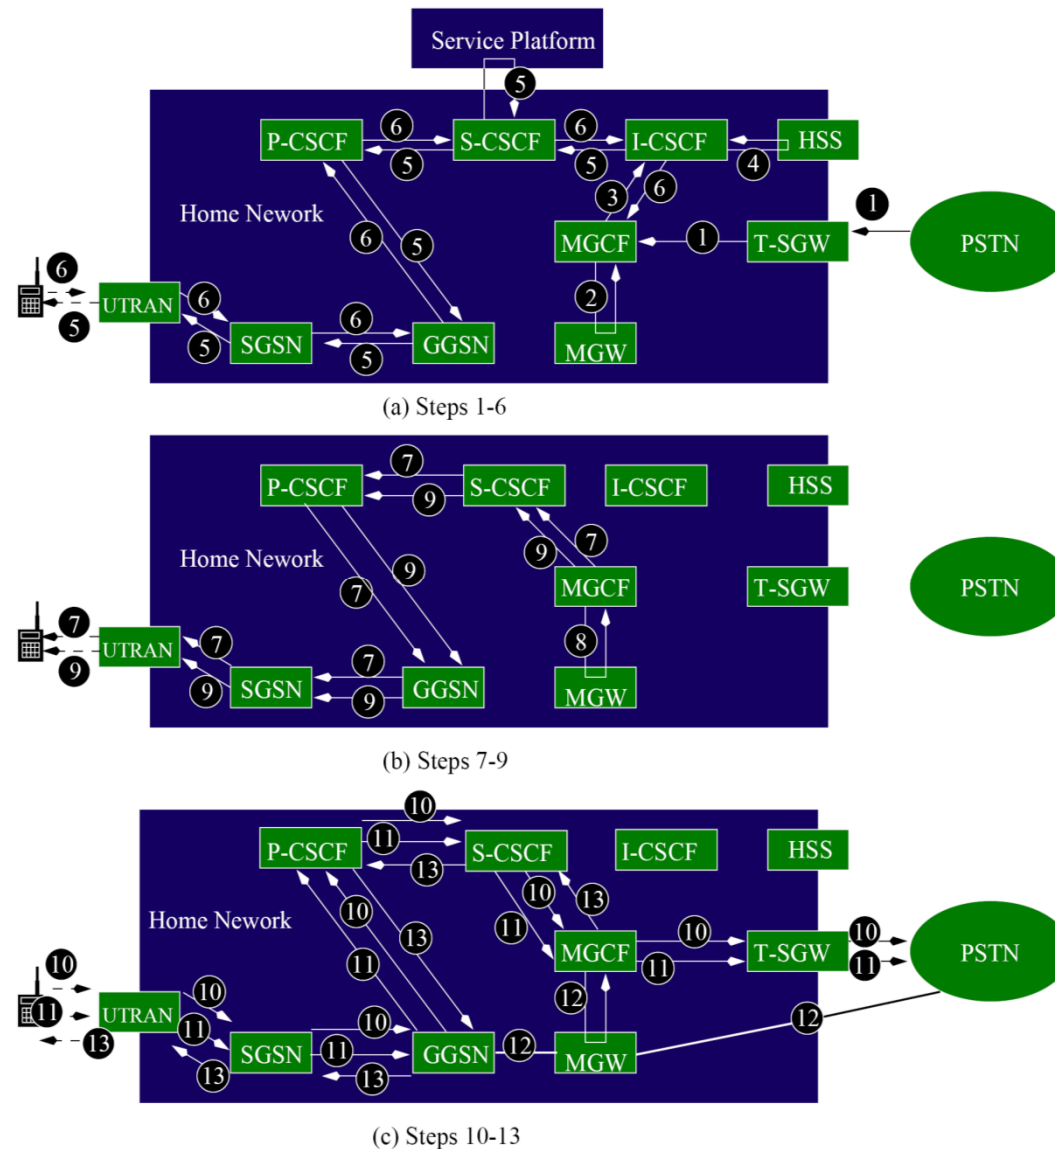 Service Platform
5
P-CSCF
6
5
S-CSCF
6
5
I-CSCF
4
HSS
3
6
Home Nework
6
5
MGCF
1
T-SGW
1
PSTN
6
5
UTRAN
6
5
SGSN
6
5
GGSN
2
MGW
(a) Steps 1-6
P-CSCF
7
9
S-CSCF
I-CSCF
HSS
Home Nework
9
7
9
7
MGCF
T-SGW
PSTN
7
9
UTRAN
7
9
SGSN
7
9
GGSN
8
MGW
(b) Steps 7-9
10
P-CSCF
11
13
S-CSCF
I-CSCF
HSS
Home Nework
10
13
11
11
10
13
MGCF
10
11
T-SGW
10
11
PSTN
10
11
13
UTRAN
10
11
13
SGSN
10
11
13
GGSN
12
12
MGW
12
(c) Steps 10-13